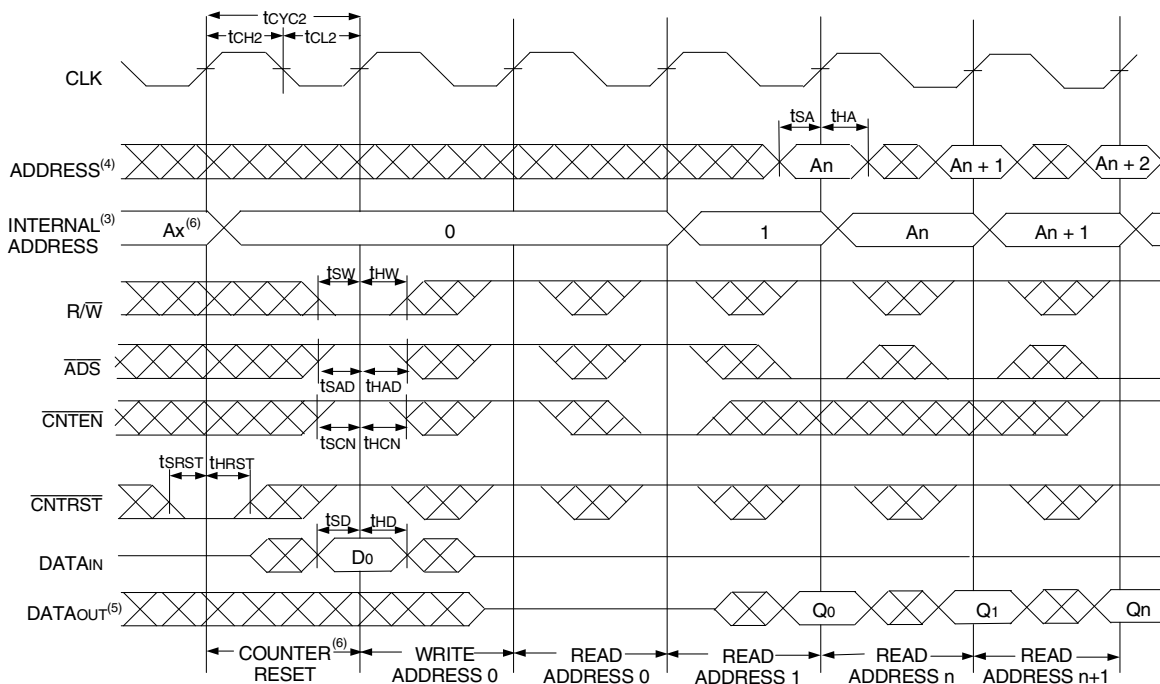 tCYC2
tCH2 tCL2
CLK
tSA tHA
ADDRESS(4) An An + 1 An + 2
INTERNAL(3) ADDRESS Ax(6) 0 1 An An + 1
tSW tHW
R/W
ADS
tSAD tHAD
CNTEN
tSCN tHCN
tSRST tHRST
CNTRST
tSD tHD
DATAIN D0
DATAOUT(5) Q0 Q1 Qn
COUNTER(6) RESET
WRITE ADDRESS 0
READ ADDRESS 0
READ ADDRESS 1
READ ADDRESS n
READ ADDRESS n+1